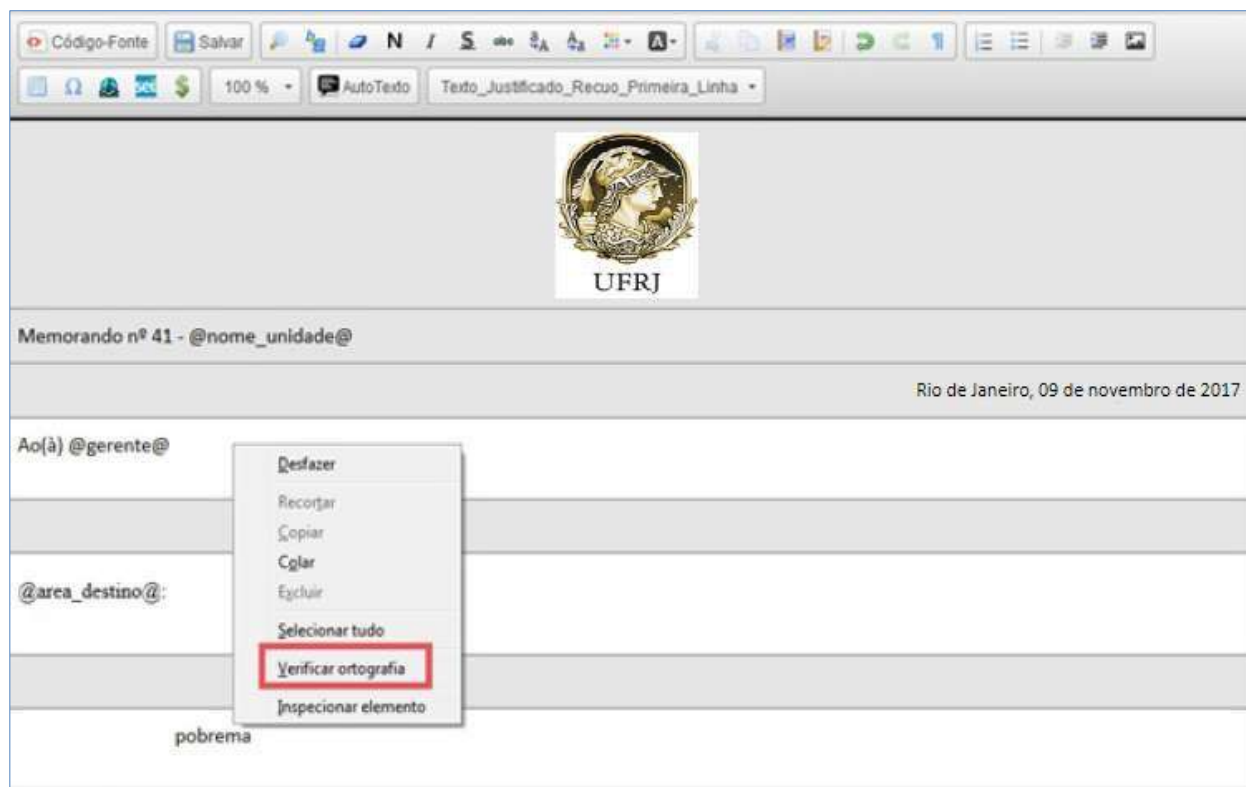 Código-Fonte Salvar N I S abc 
100 % AutoTexto Texto_Justificado_Recuo_Primeira_Linha
UFRJ
Memorando nº 41 - @nome_unidade@
Rio de Janeiro, 09 de novembro de 2017
Ao(à) @gerente@
Desfazer
Recortar
Copiar
Colar
Excluir
@area_destino@:
Selecionar tudo
Verificar ortografia
Inspecionar elemento
pobrema